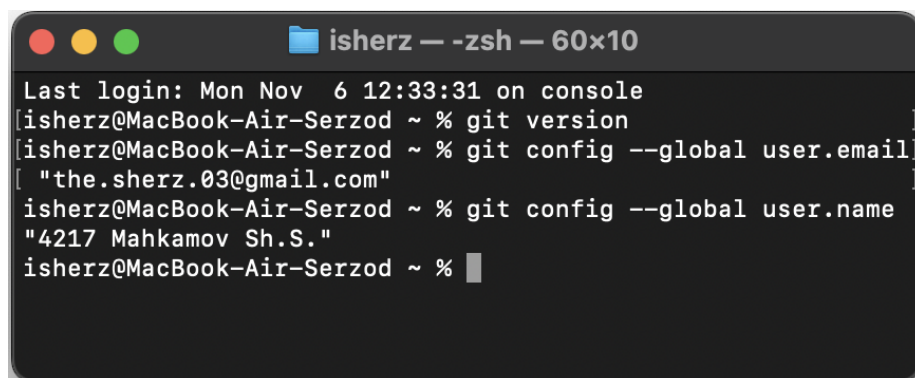 isherz — -zsh — 60×10
Last login: Mon Nov  6 12:33:31 on console
[isherz@MacBook-Air-Serzod ~ % git version                  ]
[isherz@MacBook-Air-Serzod ~ % git config --global user.email]
[ "the.sherz.03@gmail.com"                                  ]
isherz@MacBook-Air-Serzod ~ % git config --global user.name
"4217 Mahkamov Sh.S."
isherz@MacBook-Air-Serzod ~ %